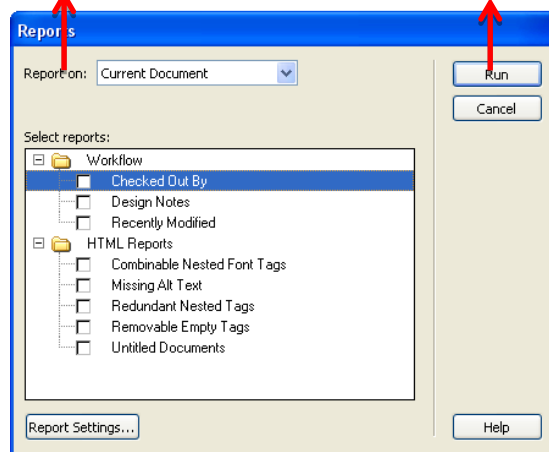 Reports
Report on: Current Document
Run
Cancel
Select reports:
Workflow
Checked Out By
Design Notes
Recently Modified
HTML Reports
Combinable Nested Font Tags
Missing Alt Text
Redundant Nested Tags
Removable Empty Tags
Untitled Documents
Report Settings...
Help